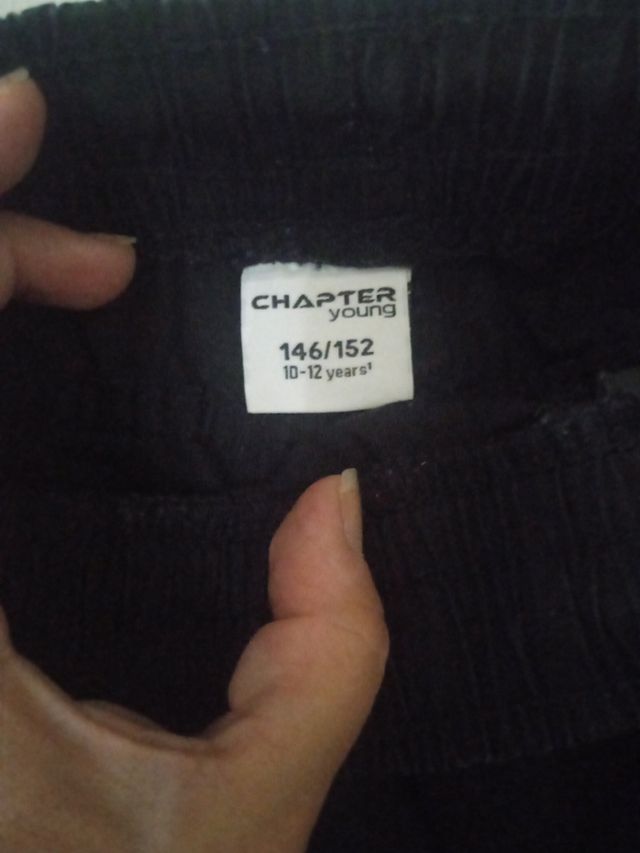 CHAPTER
young
146/152
10-12 years¹